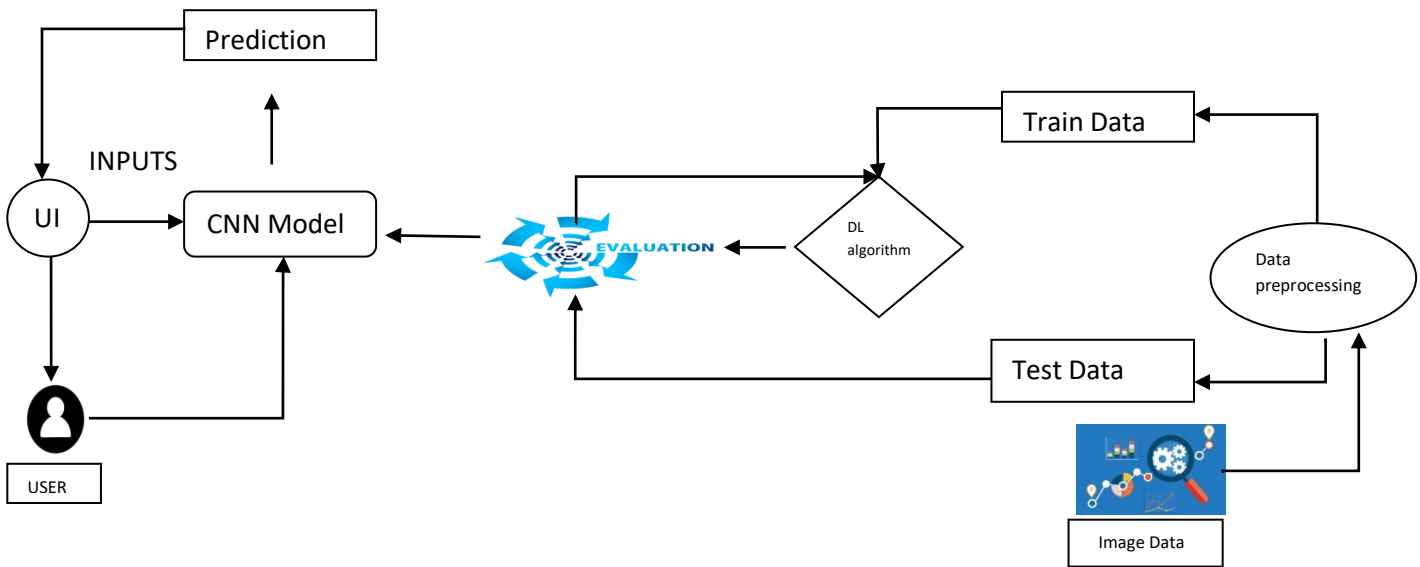 Prediction
Train Data
INPUTS
UI
CNN Model
EVALUATION
DL
algorithm
Data
preprocessing
Test Data
USER
Image Data